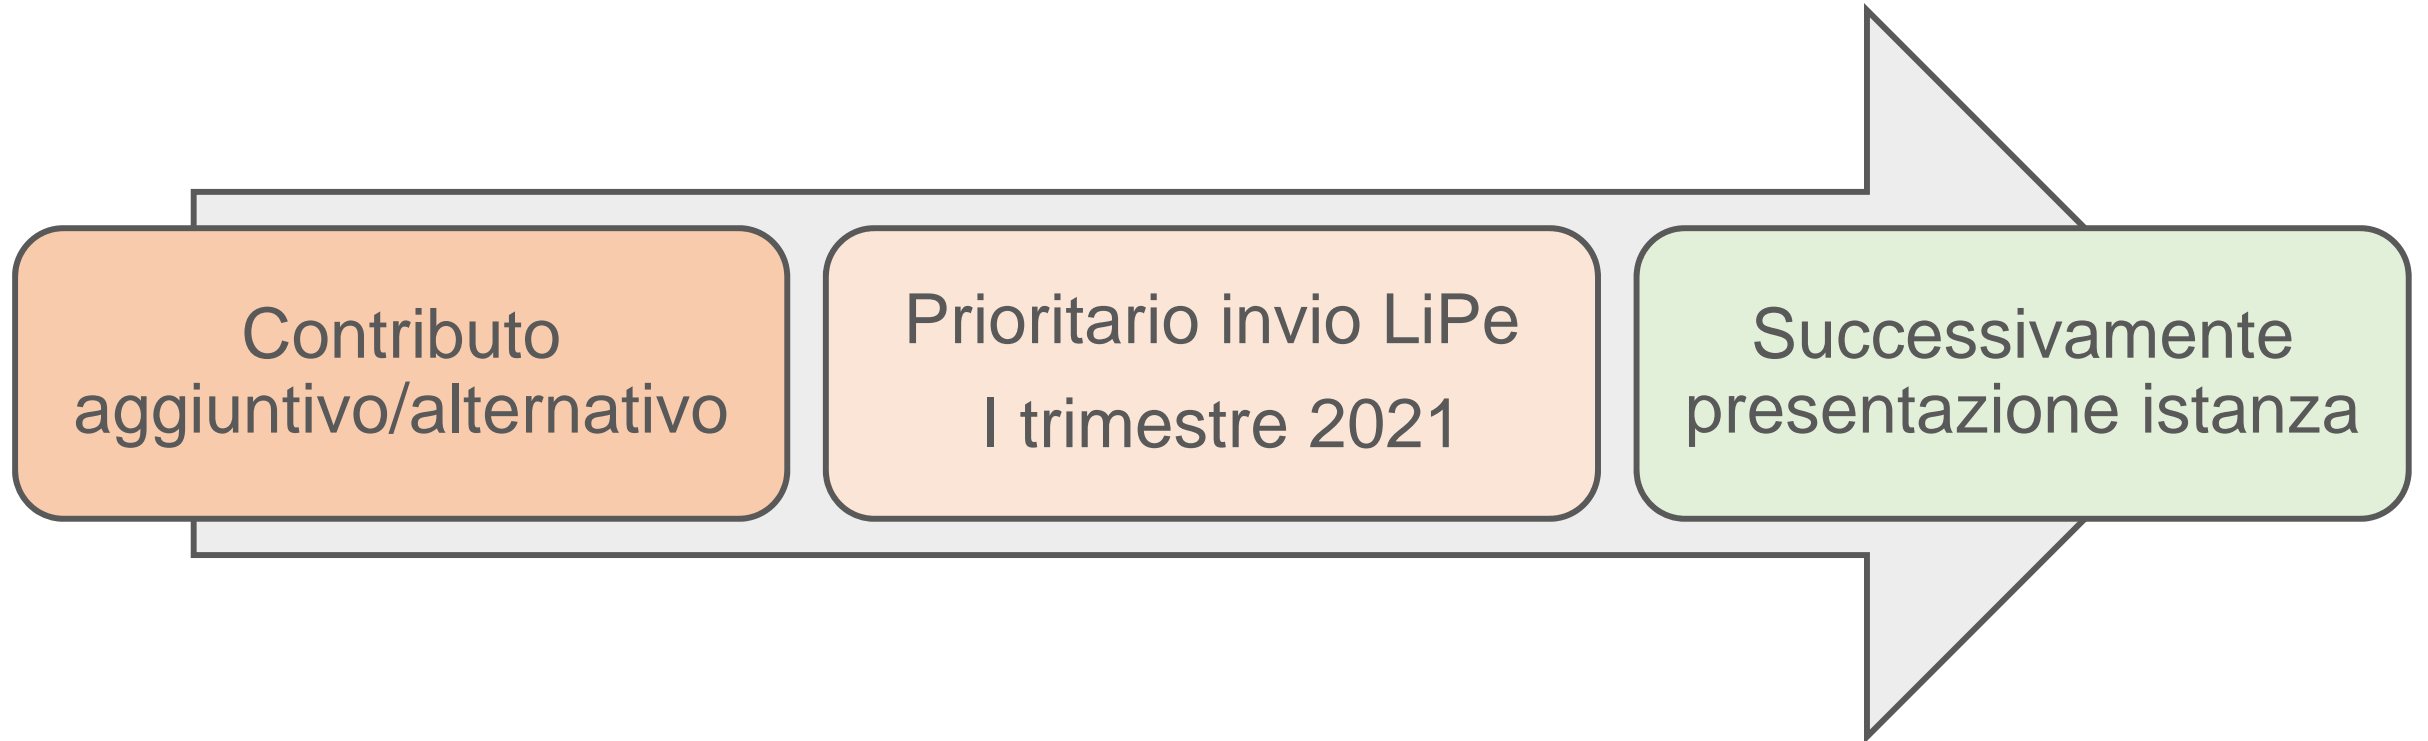 Contributo
aggiuntivo/alternativo
Prioritario invio LiPe
I trimestre 2021
Successivamente
presentazione istanza